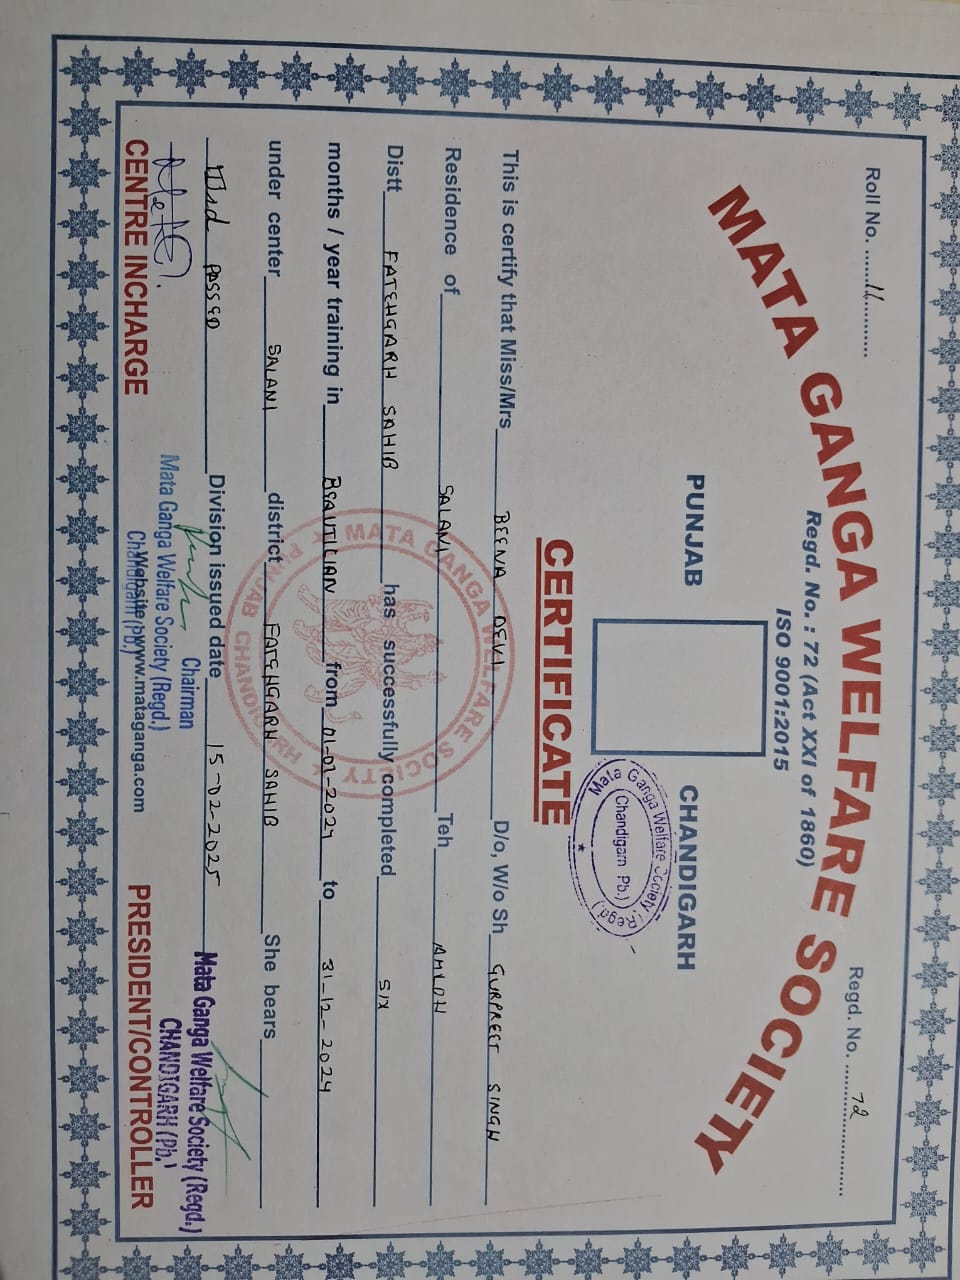 Roll No. ......11........... Regd. No. ......72................
MATA GANGA WELFARE SOCIETY
Regd. No. : 72 (Act XXI of 1860)
ISO 9001:2015
PUNJAB CHANDIGARH
Mata Ganga Welfare Society (Regd.)
Chandigarh Pb.)
CERTIFICATE
This is certify that Miss/Mrs BEENA DEVI D/o, W/o Sh GURPREET SINGH
Residence of SALANI Teh AMLOH
Distt FATEHGARH SAHIB has successfully completed SIX
months / year training in BEAUTICIAN from 01-07-2024 to 31-12-2024
under center SALANI district FATEHGARH SAHIB She bears
IInd PASSED Division issued date 15-02-2025
MATA GANGA WELFARE SOCIETY
PUNJAB CHANDIGARH
CENTRE INCHARGE
Chairman
Mata Ganga Welfare Society (Regd.)
Chandigarh (Pb.)
Website : www.mataganga.com
Mata Ganga Welfare Society (Regd.)
CHANDIGARH (Pb.)
PRESIDENT/CONTROLLER